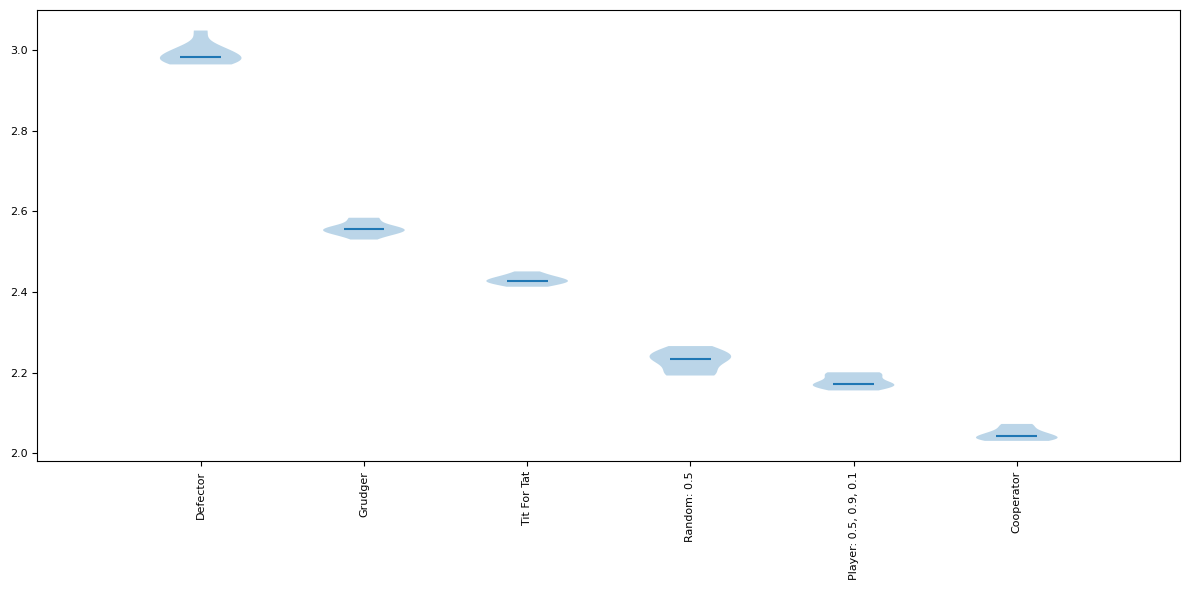 3.0
2.8
2.6
2.4
2.2
2.0
Defector
Grudger
Tit For Tat
Random: 0.5
Player: 0.5, 0.9, 0.1
Cooperator